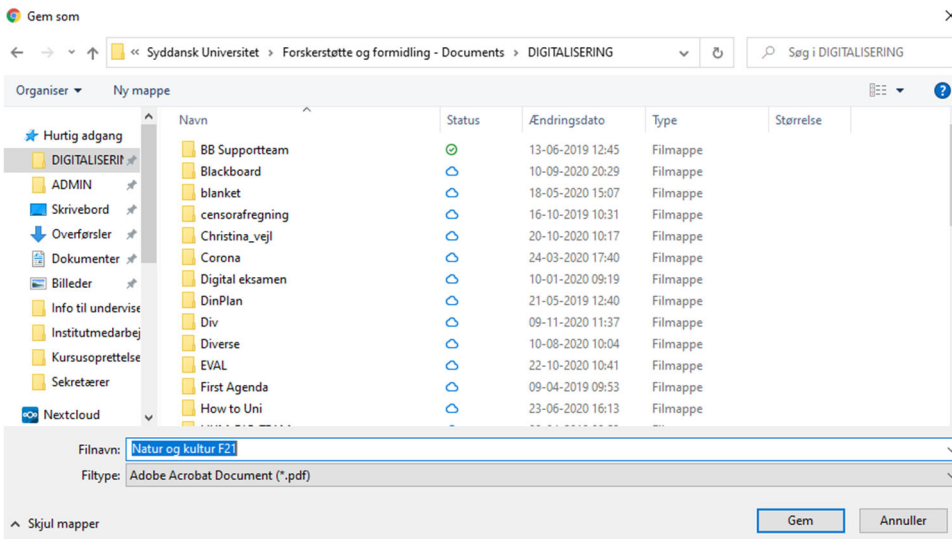 Gem som
« Syddansk Universitet › Forskerstøtte og formidling - Documents › DIGITALISERING
Søg i DIGITALISERING
Organiser
Ny mappe
Navn Status Ændringsdato Type Størrelse
Hurtig adgang
DIGITALISERIN
ADMIN
Skrivebord
Overførsler
Dokumenter
Billeder
Info til undervise
Institutmedarbej
Kursusoprettelse
Sekretærer
Nextcloud
BB Supportteam 13-06-2019 12:45 Filmappe
Blackboard 10-09-2020 20:29 Filmappe
blanket 18-05-2020 15:07 Filmappe
censorafregning 16-10-2019 10:31 Filmappe
Christina_vejl 20-10-2020 10:17 Filmappe
Corona 24-03-2020 17:40 Filmappe
Digital eksamen 10-01-2020 09:19 Filmappe
DinPlan 21-05-2019 12:40 Filmappe
Div 09-11-2020 11:37 Filmappe
Diverse 10-08-2020 10:04 Filmappe
EVAL 22-10-2020 10:41 Filmappe
First Agenda 09-04-2019 09:53 Filmappe
How to Uni 23-06-2020 16:13 Filmappe
Filnavn: Natur og kultur F21
Filtype: Adobe Acrobat Document (*.pdf)
Skjul mapper
Gem
Annuller